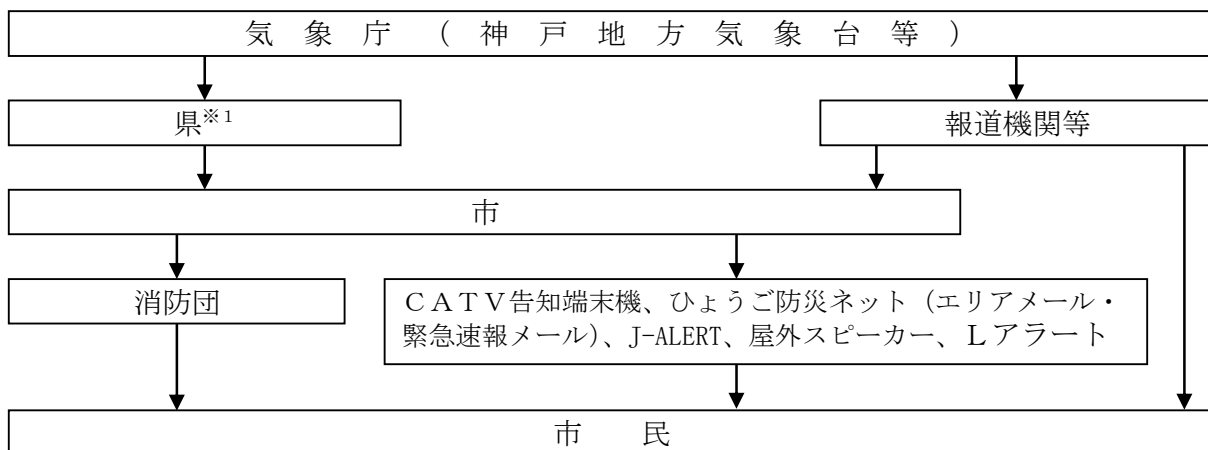 気 象 庁 （ 神 戸 地 方 気 象 台 等 ）
県※1
報道機関等
市
消防団
ＣＡＴＶ告知端末機、ひょうご防災ネット（エリアメール・
緊急速報メール）、J-ALERT、屋外スピーカー、Ｌアラート
市　民